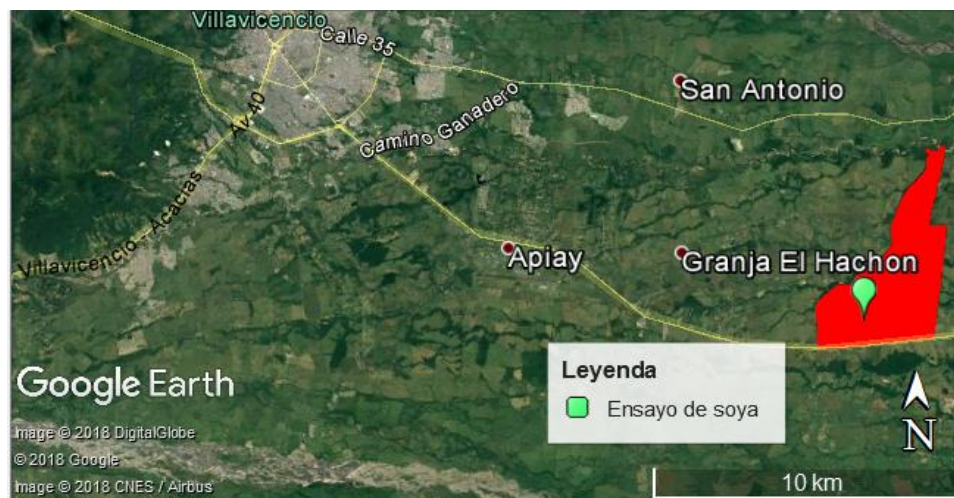 Villavicencio
Calle 35
San Antonio
Camino Ganadero
Av 40
Villavicencio - Acacias
Apiay
Granja El Hachon
Leyenda
Ensayo de soya
Google Earth
Image © 2018 DigitalGlobe
© 2018 Google
Image © 2018 CNES / Airbus
N
10 km